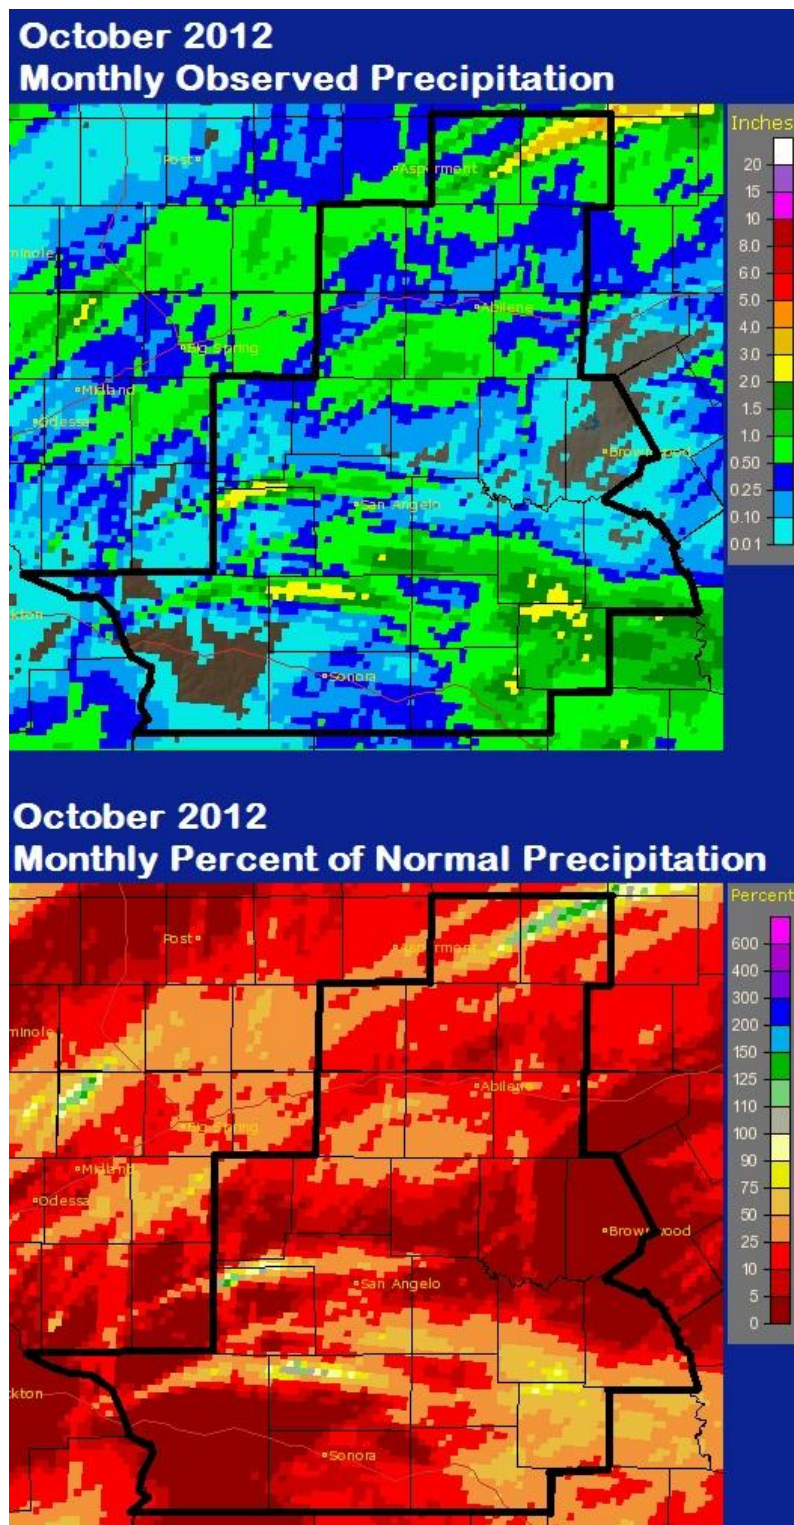 October 2012
Monthly Observed Precipitation
Inches
Post
Aspermont
20
15
10
8.0
6.0
5.0
4.0
3.0
2.0
1.5
1.0
0.50
0.25
0.10
0.01
minole
Abilene
Big Spring
Midland
Odessa
Brownwood
San Angelo
ckton
Sonora
October 2012
Monthly Percent of Normal Precipitation
Percent
Post
Aspermont
600
400
300
200
150
125
110
100
90
75
50
25
10
5
0
minole
Abilene
Big Spring
Midland
Odessa
Brownwood
San Angelo
ckton
Sonora